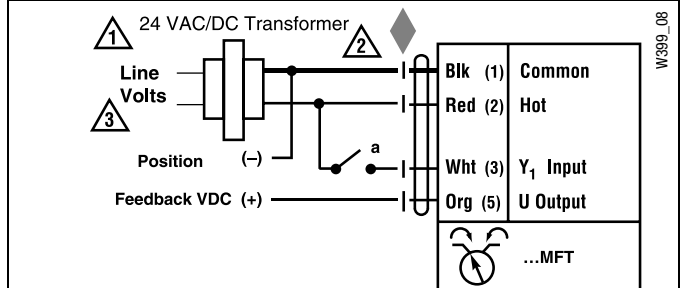 1 24 VAC/DC Transformer 2
W399_08
Line
Volts
3
Blk (1) Common
Red (2) Hot
a
Position (–)
Wht (3) Y₁ Input
Feedback VDC (+)
Org (5) U Output
...MFT